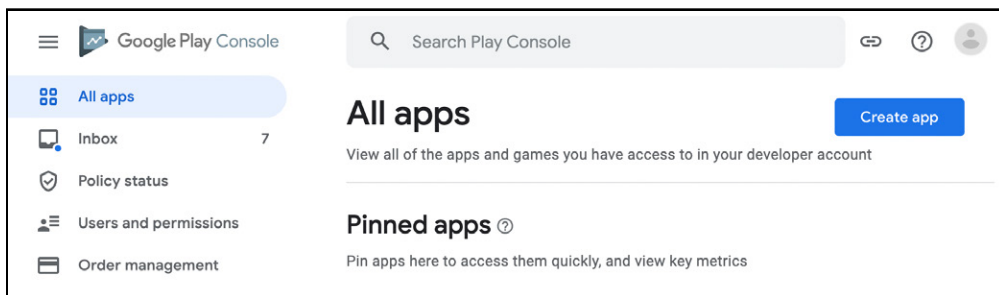 Google Play Console
Search Play Console
All apps
Inbox 7
Policy status
Users and permissions
Order management
All apps
Create app
View all of the apps and games you have access to in your developer account
Pinned apps
Pin apps here to access them quickly, and view key metrics